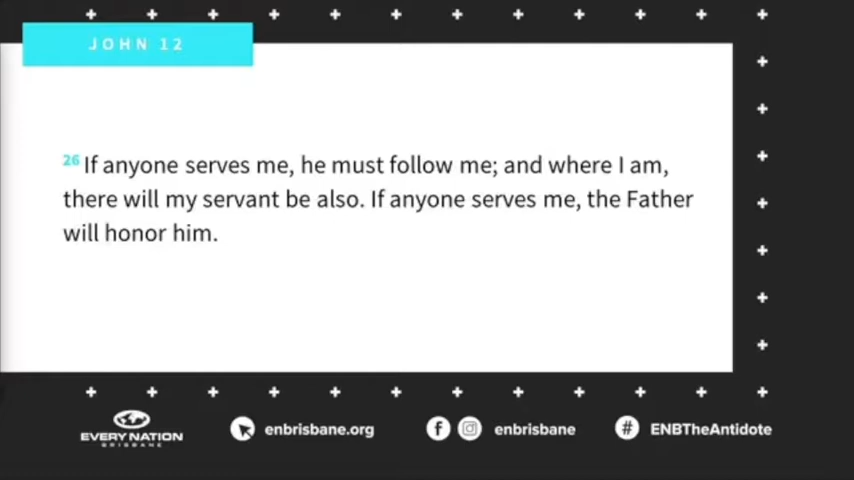 JOHN 12
26 If anyone serves me, he must follow me; and where I am,
there will my servant be also. If anyone serves me, the Father
will honor him.
EVERY NATION
BRISBANE
enbrisbane.org
enbrisbane
# ENBTheAntidote